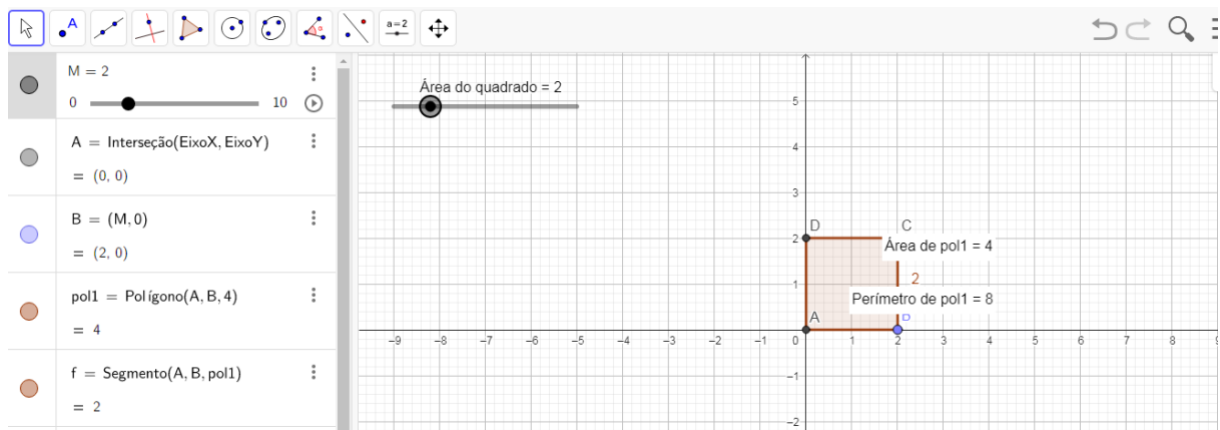 A
a=2
M = 2
0
10
A = Interseção(EixoX, EixoY)
= (0, 0)
B = (M, 0)
= (2, 0)
pol1 = Polígono(A, B, 4)
= 4
f = Segmento(A, B, pol1)
= 2
Área do quadrado = 2
5
4
3
D
C
2
Área de pol1 = 4
1
2
Perímetro de pol1 = 8
A
B
−9 −8 −7 −6 −5 −4 −3 −2 −1 0 1 2 3 4 5 6 7 8 9
−1
−2